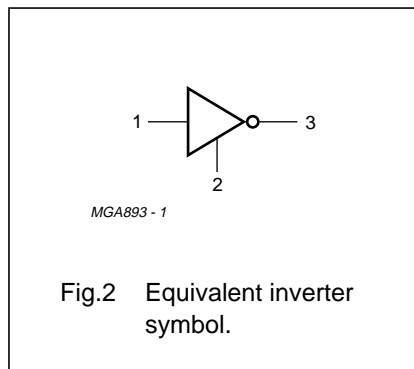 1
3
2
MGA893 - 1
Fig.2 Equivalent inverter
symbol.